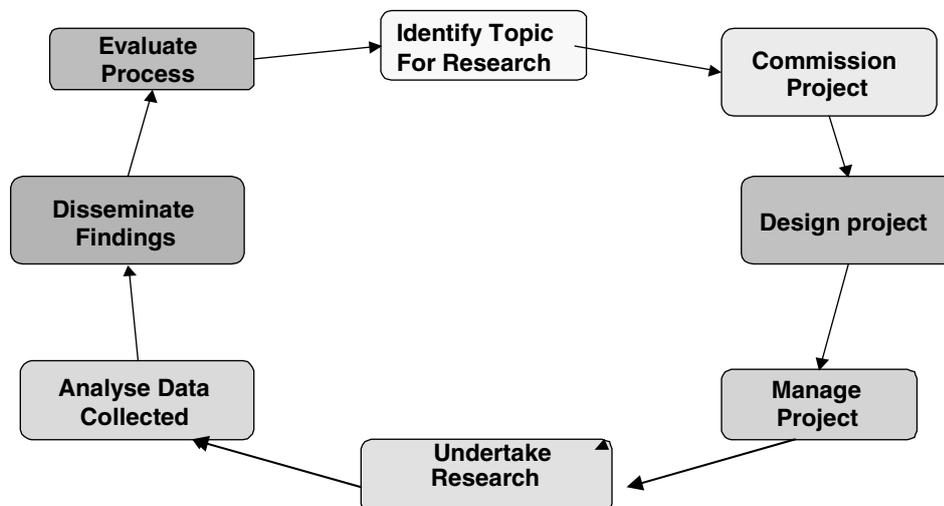 Identify Topic
For Research
Commission
Project
Design project
Manage
Project
Undertake
Research
Analyse Data
Collected
Disseminate
Findings
Evaluate
Process